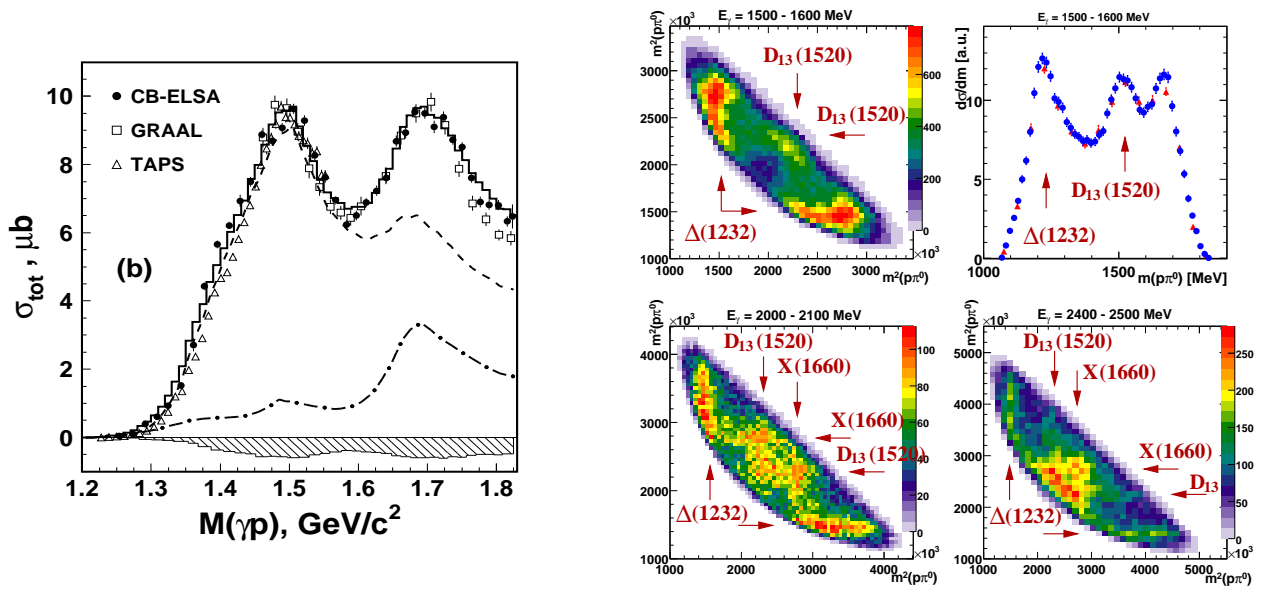 CB-ELSA
GRAAL
TAPS
(b)
σtot , μb
10
8
6
4
2
0
1.2 1.3 1.4 1.5 1.6 1.7 1.8
M(γp), GeV/c²
Eγ = 1500 - 1600 MeV
×10³
m²(pπ⁰)
3000
2500
2000
1500
1000
D₁₃(1520)
D₁₃(1520)
Δ(1232)
600
400
200
0
1000 1500 2000 2500 3000
×10³
m²(pπ⁰)
Eγ = 1500 - 1600 MeV
dσ/dm [a.u.]
10
5
0
D₁₃(1520)
Δ(1232)
1000 1500
m(pπ⁰) [MeV]
Eγ = 2000 - 2100 MeV
×10³
m²(pπ⁰)
4000
3000
2000
1000
D₁₃(1520)
X(1660)
X(1660)
D₁₃(1520)
Δ(1232)
100
80
60
40
20
0
1000 2000 3000 4000
×10³
m²(pπ⁰)
Eγ = 2400 - 2500 MeV
×10³
m²(pπ⁰)
5000
4000
3000
2000
1000
D₁₃(1520)
X(1660)
X(1660)
D₁₃
Δ(1232)
250
200
150
100
50
0
1000 2000 3000 4000 5000
×10³
m²(pπ⁰)